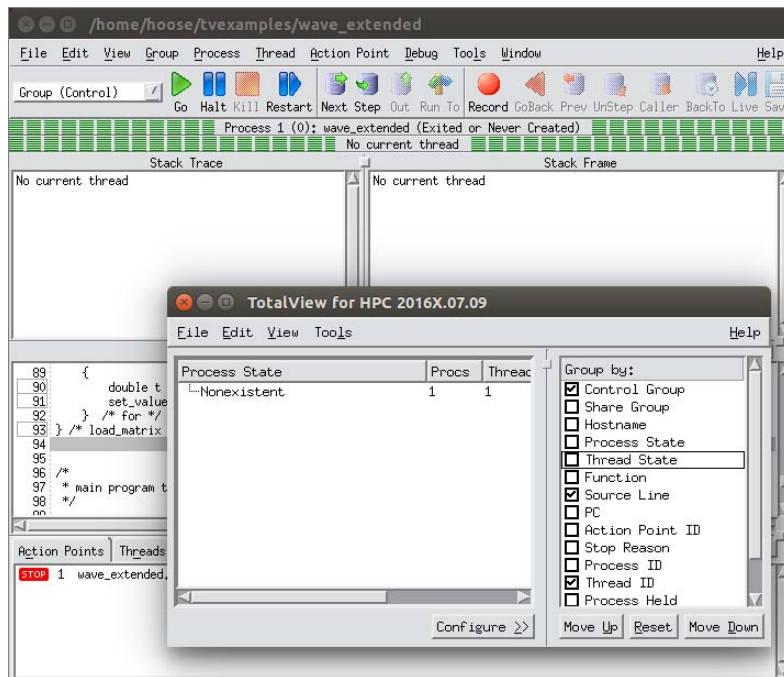 /home/hoose/tvexamples/wave_extended
File Edit View Group Process Thread Action Point Debug Tools Window Help
Group (Control)
Go Halt Kill Restart Next Step Out Run To Record GoBack Prev UnStep Caller BackTo Live Sav
Process 1 (0): wave_extended (Exited or Never Created)
No current thread
Stack Trace
Stack Frame
No current thread
No current thread
TotalView for HPC 2016X.07.09
File Edit View Tools Help
Process State Procs Threac
Nonexistent 1 1
Group by:
Control Group
Share Group
Hostname
Process State
Thread State
Function
Source Line
PC
Action Point ID
Stop Reason
Process ID
Thread ID
Process Held
Configure >>
Move Up Reset Move Down
89 {
90 double t
91 set_value
92 } /* for */
93 } /* load_matrix
94
95
96 /*
97 * main program t
98 */
Action Points Threads
STOP 1 wave_extended.